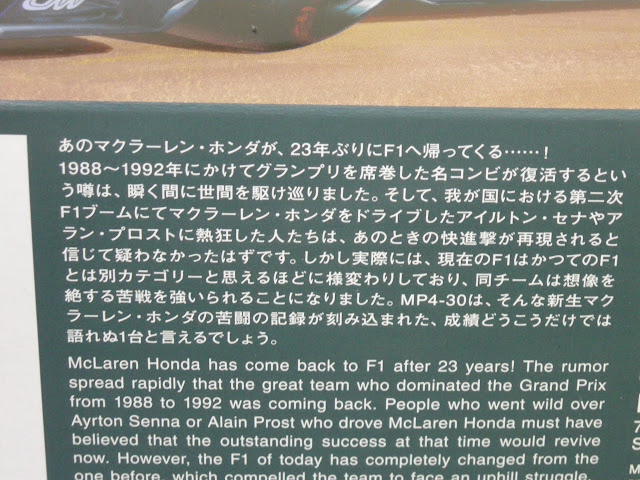 あのマクラーレン・ホンダが、23年ぶりにF1へ帰ってくる……！
1988〜1992年にかけてグランプリを席巻した名コンビが復活するとい
う噂は、瞬く間に世間を駆け巡りました。そして、我が国における第二次
F1ブームにてマクラーレン・ホンダをドライブしたアイルトン・セナやア
ラン・プロストに熱狂した人たちは、あのときの快進撃が再現されると
信じて疑わなかったはずです。しかし実際には、現在のF1はかつてのF1
とは別カテゴリーと思えるほどに様変わりしており、同チームは想像を
絶する苦戦を強いられることになりました。MP4-30は、そんな新生マク
ラーレン・ホンダの苦闘の記録が刻み込まれた、成績どうこうだけでは
語れぬ1台と言えるでしょう。
McLaren Honda has come back to F1 after 23 years! The rumor
spread rapidly that the great team who dominated the Grand Prix
from 1988 to 1992 was coming back. People who went wild over
Ayrton Senna or Alain Prost who drove McLaren Honda must have
believed that the outstanding success at that time would revive
now. However, the F1 of today has completely changed from the
one before, which compelled the team to face an uphill struggle.